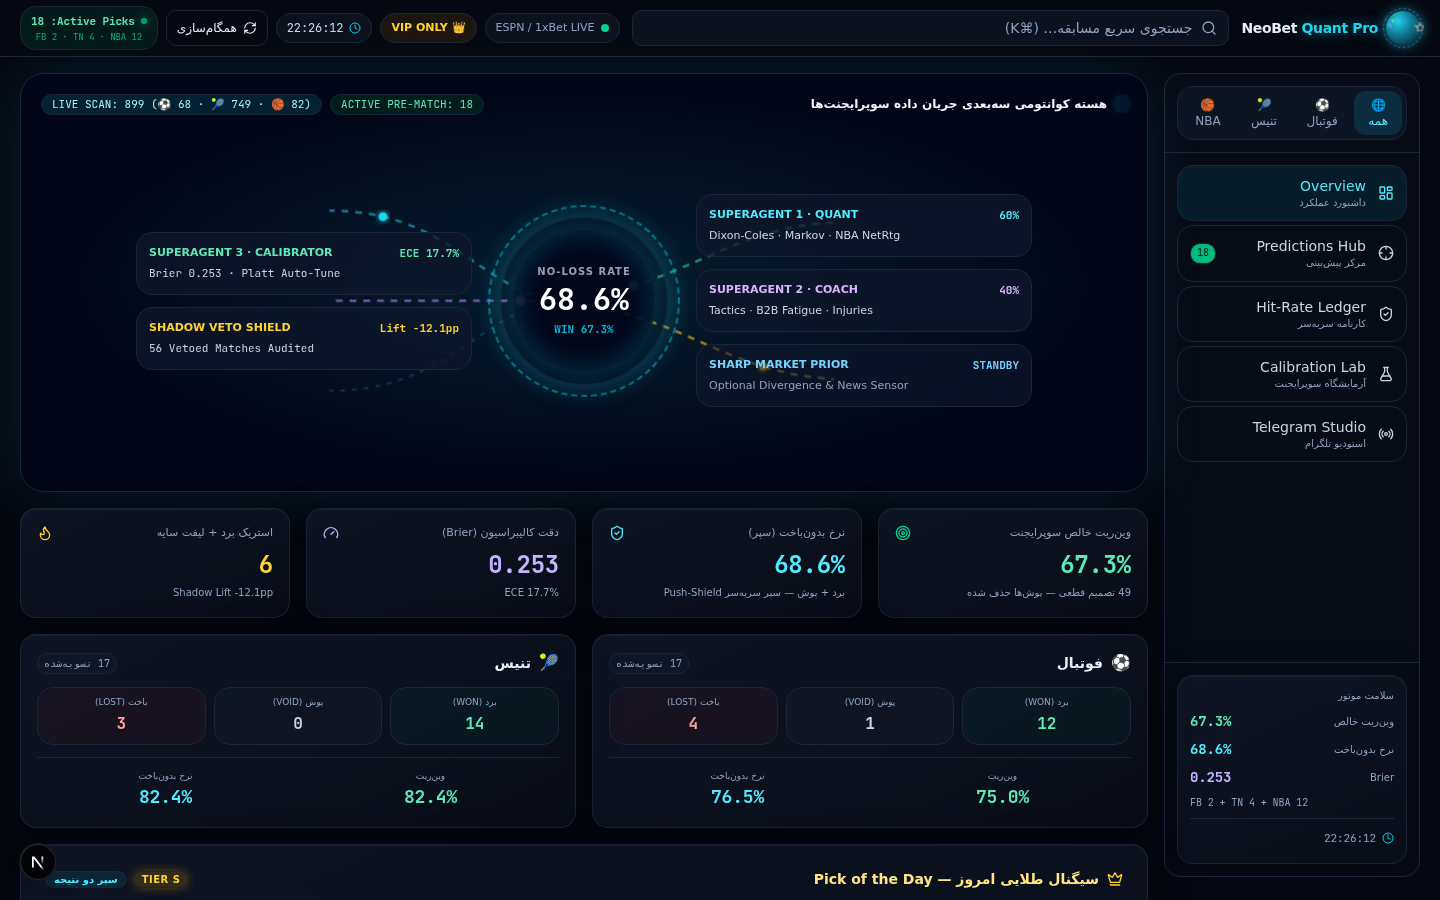 NeoBet Quant Pro
جستجوی سریع مسابقه... (⌘K)
ESPN / 1xBet LIVE
VIP ONLY 👑
22:26:12
همگام‌سازی
18 :Active Picks
FB 2 · TN 4 · NBA 12
🌐 همه
⚽ فوتبال
🎾 تنیس
🏀 NBA
Overview
داشبورد عملکرد
Predictions Hub
مرکز پیش‌بینی
18
Hit-Rate Ledger
کارنامه سربه‌سر
Calibration Lab
آزمایشگاه سوپرایجنت
Telegram Studio
استودیو تلگرام
سلامت موتور
وین‌ریت خالص 67.3%
نرخ بدون‌باخت 68.6%
Brier 0.253
FB 2 + TN 4 + NBA 12
22:26:12
هسته کوانتومی سه‌بعدی جریان داده سوپرایجنت‌ها
ACTIVE PRE-MATCH: 18
LIVE SCAN: 899 (⚽ 68 · 🎾 749 · 🏀 82)
SUPERAGENT 1 · QUANT 60%
Dixon-Coles · Markov · NBA NetRtg
SUPERAGENT 2 · COACH 40%
Tactics · B2B Fatigue · Injuries
SHARP MARKET PRIOR STANDBY
Optional Divergence & News Sensor
NO-LOSS RATE
68.6%
WIN 67.3%
SUPERAGENT 3 · CALIBRATOR ECE 17.7%
Brier 0.253 · Platt Auto-Tune
SHADOW VETO SHIELD Lift -12.1pp
56 Vetoed Matches Audited
وین‌ریت خالص سوپرایجنت
67.3%
49 تصمیم قطعی — پوش‌ها حذف شده
نرخ بدون‌باخت (سپر)
68.6%
برد + پوش — سپر سربه‌سر Push-Shield
دقت کالیبراسیون (Brier)
0.253
ECE 17.7%
استریک برد + لیفت سایه
6
Shadow Lift -12.1pp
⚽ فوتبال
17 تسویه‌شده
برد (WON)
12
پوش (VOID)
1
باخت (LOST)
4
وین‌ریت
75.0%
نرخ بدون‌باخت
76.5%
🎾 تنیس
17 تسویه‌شده
برد (WON)
14
پوش (VOID)
0
باخت (LOST)
3
وین‌ریت
82.4%
نرخ بدون‌باخت
82.4%
سیگنال طلایی امروز — Pick of the Day
TIER S
سپر دو نتیجه
N